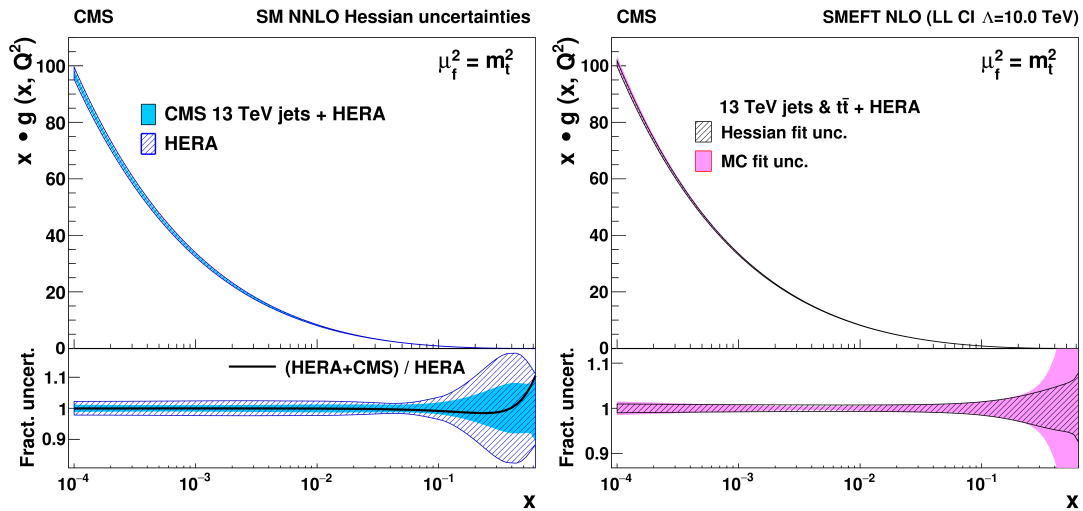 CMS SM NNLO Hessian uncertainties
x • g (x, Q²)
μ_f² = m_t²
CMS 13 TeV jets + HERA
HERA
100
80
60
40
20
0
Fract. uncert.
(HERA+CMS) / HERA
1.1
1
0.9
10⁻⁴ 10⁻³ 10⁻² 10⁻¹
x
CMS SMEFT NLO (LL CI Λ=10.0 TeV)
x • g (x, Q²)
μ_f² = m_t²
13 TeV jets & tt̄ + HERA
Hessian fit unc.
MC fit unc.
100
80
60
40
20
0
Fract. uncert.
1.1
1
0.9
10⁻⁴ 10⁻³ 10⁻² 10⁻¹
x